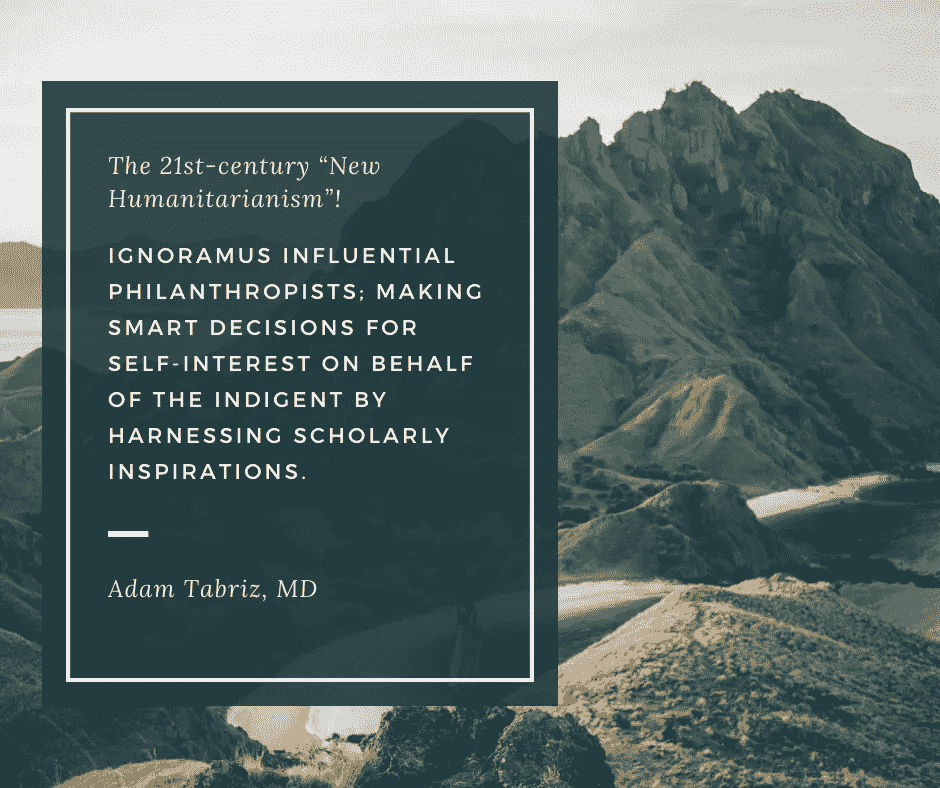 The 21st-century “New
Humanitarianism”!
IGNORAMUS INFLUENTIAL
PHILANTHROPISTS; MAKING
SMART DECISIONS FOR
SELF-INTEREST ON BEHALF
OF THE INDIGENT BY
HARNESSING SCHOLARLY
INSPIRATIONS.
Adam Tabriz, MD